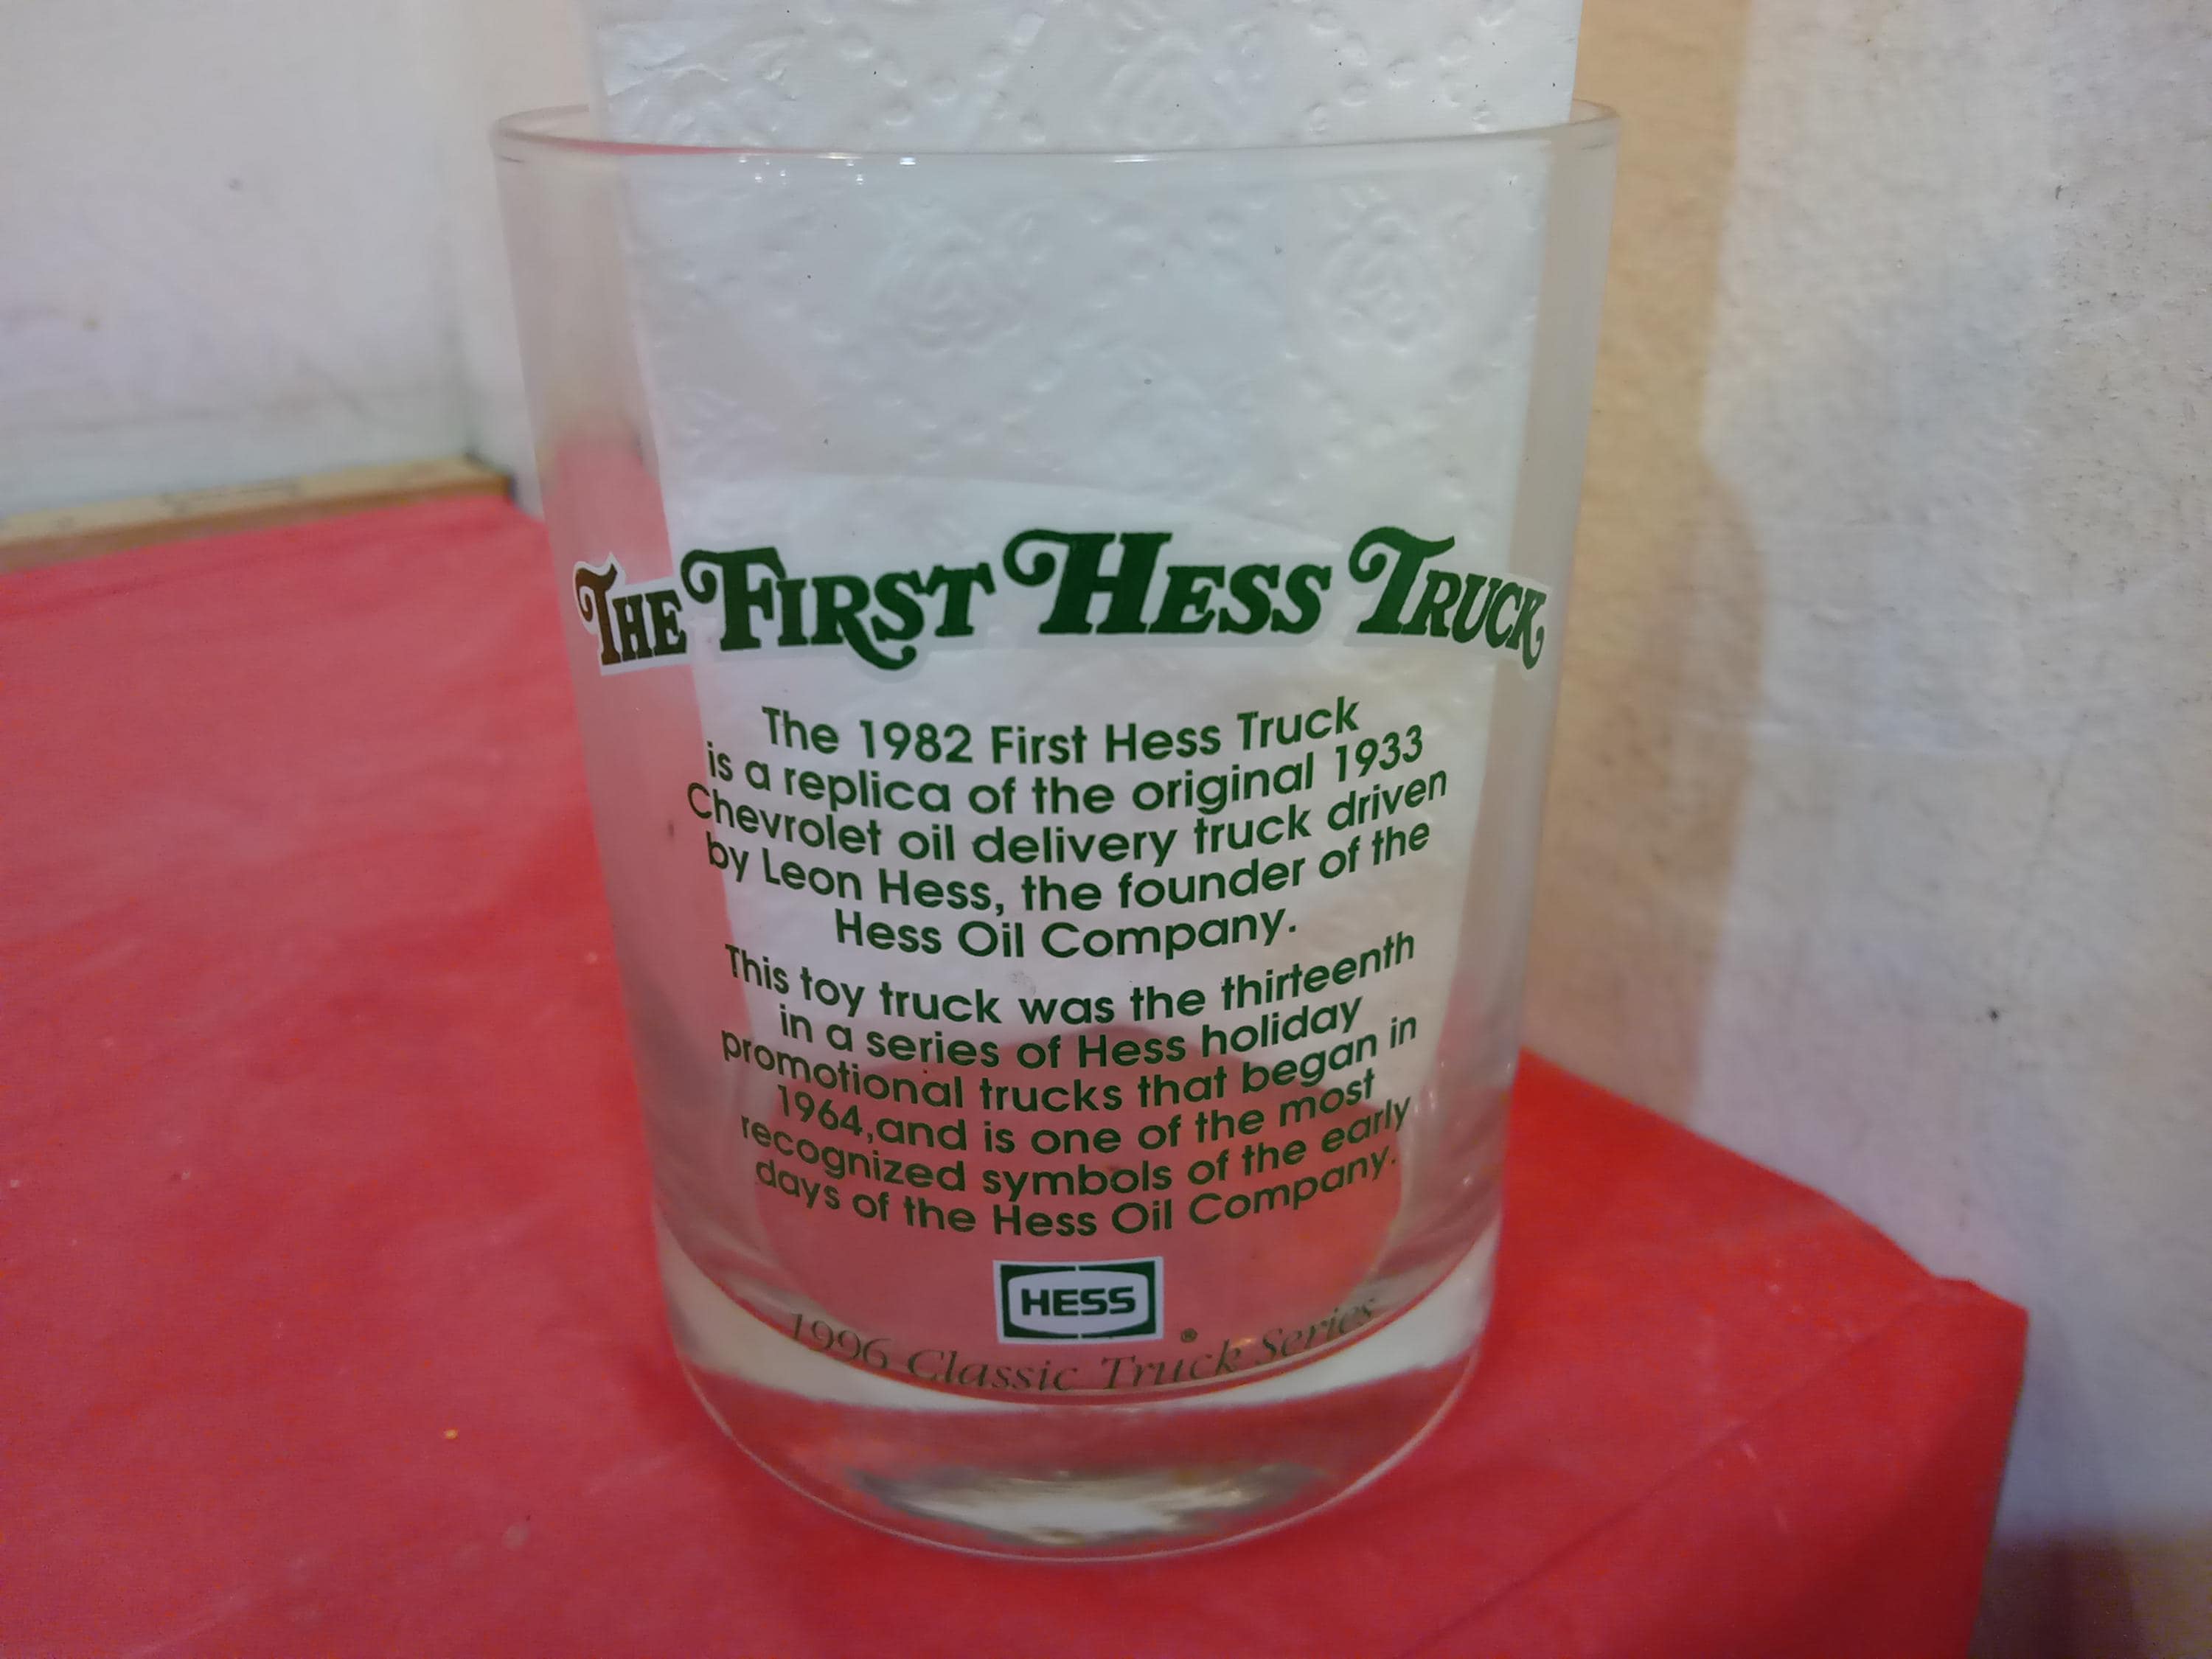 THE FIRST HESS TRUCK
The 1982 First Hess Truck
is a replica of the original 1933
Chevrolet oil delivery truck driven
by Leon Hess, the founder of the
Hess Oil Company.
This toy truck was the thirteenth
in a series of Hess holiday
promotional trucks that began in
1964,and is one of the most
recognized symbols of the early
days of the Hess Oil Company.
HESS ®
1996 Classic Truck Series